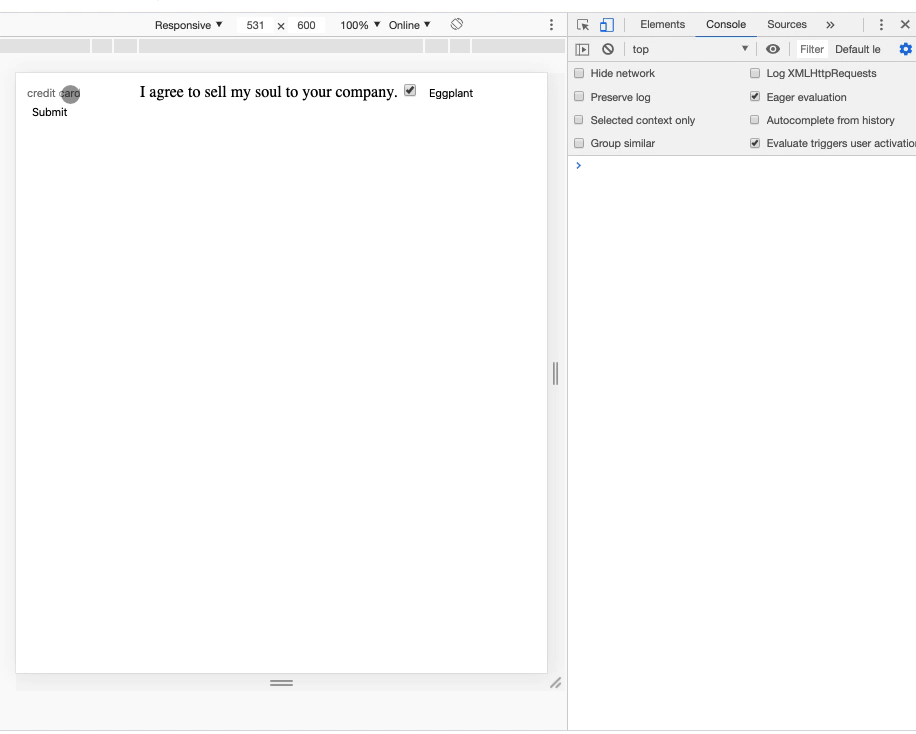 Responsive ▼ 531 × 600 100% ▼ Online ▼
Elements Console Sources »
top ▼ Filter Default le
Hide network Log XMLHttpRequests
Preserve log Eager evaluation
Selected context only Autocomplete from history
Group similar Evaluate triggers user activation
credit card I agree to sell my soul to your company. Eggplant
Submit